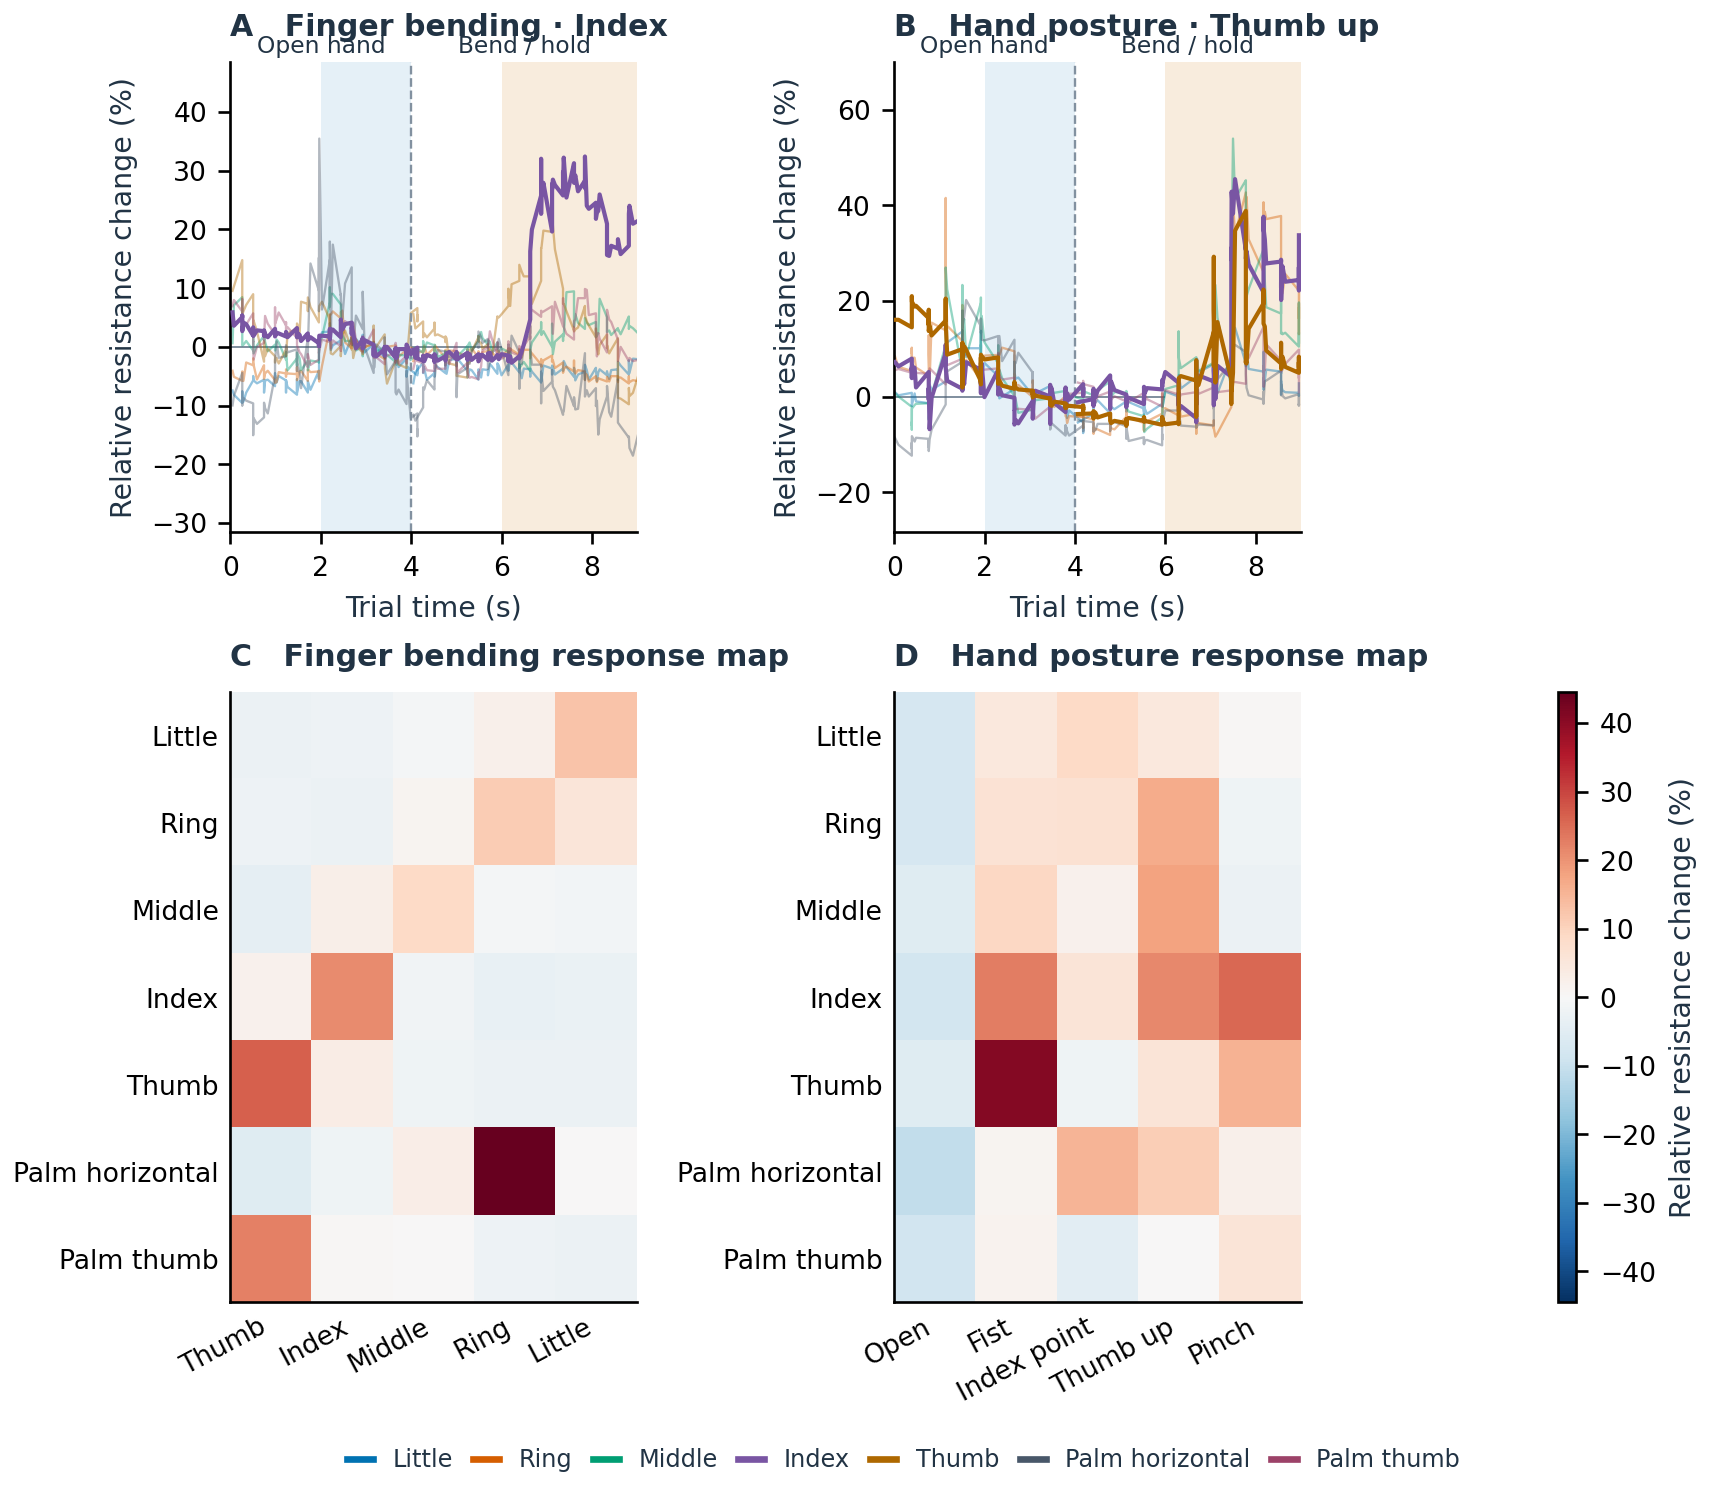 A Finger bending · Index
Open hand
Bend / hold
Relative resistance change (%)
40
30
20
10
0
−10
−20
−30
0
2
4
6
8
Trial time (s)
B Hand posture · Thumb up
Open hand
Bend / hold
Relative resistance change (%)
60
40
20
0
−20
0
2
4
6
8
Trial time (s)
C Finger bending response map
Little
Ring
Middle
Index
Thumb
Palm horizontal
Palm thumb
Thumb
Index
Middle
Ring
Little
D Hand posture response map
Little
Ring
Middle
Index
Thumb
Palm horizontal
Palm thumb
Open
Fist
Index point
Thumb up
Pinch
40
30
20
10
0
−10
−20
−30
−40
Relative resistance change (%)
Little Ring Middle Index Thumb Palm horizontal Palm thumb